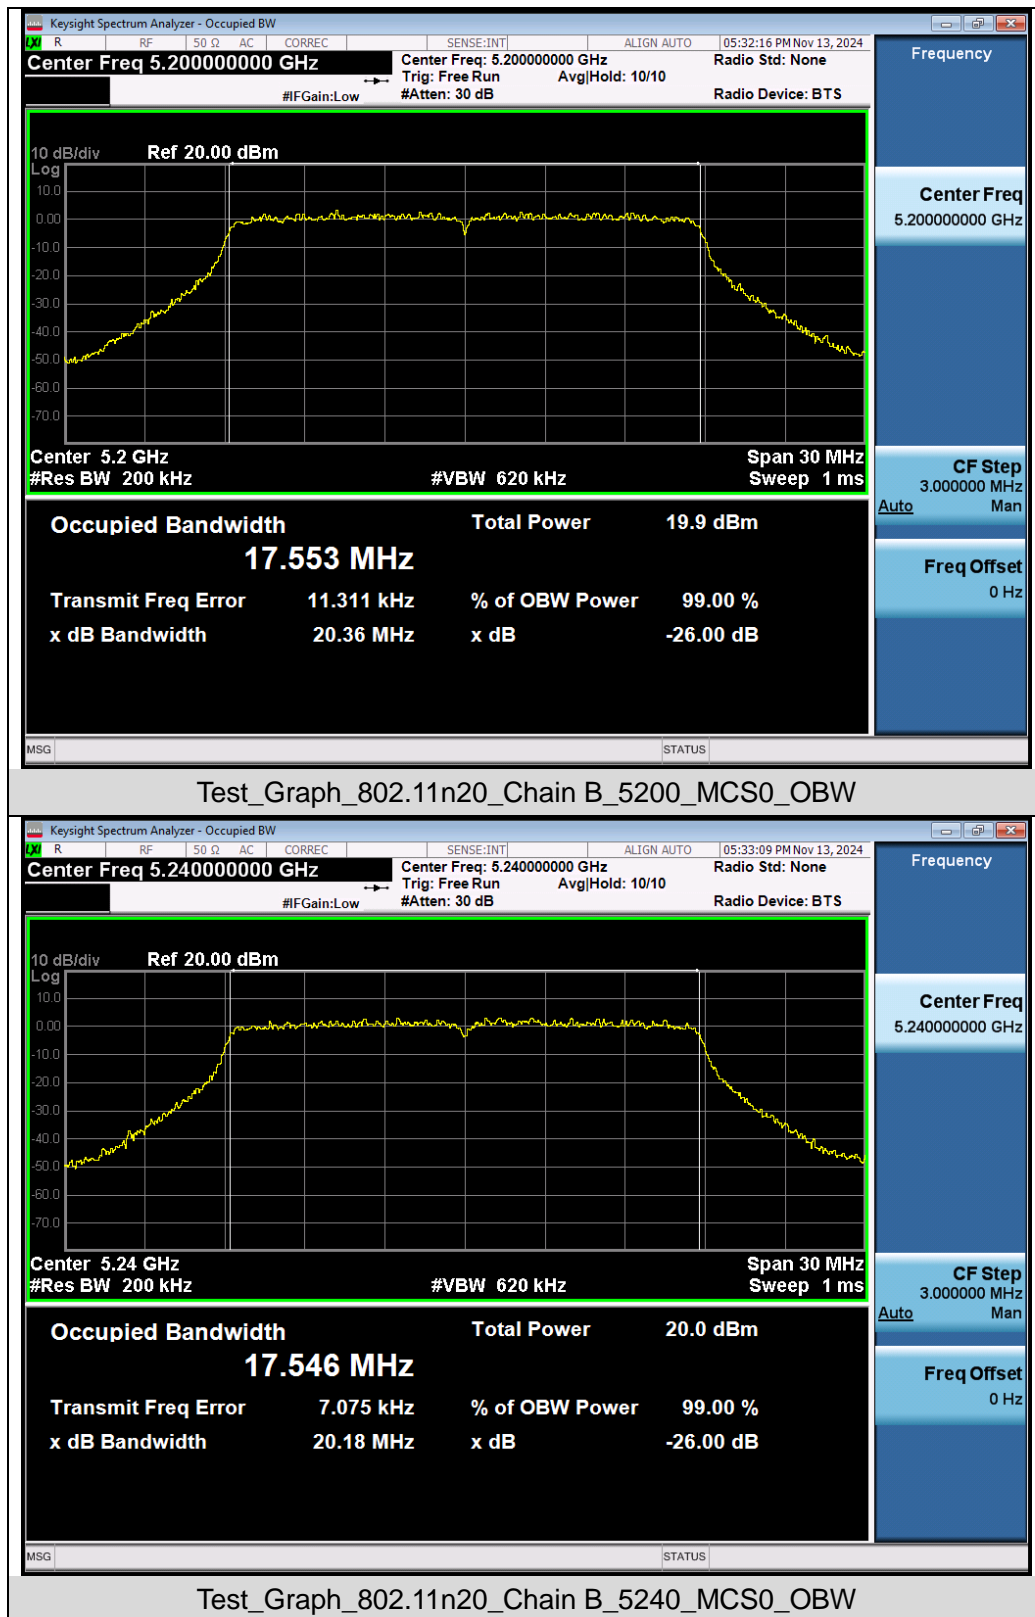 Keysight Spectrum Analyzer - Occupied BW
LXI R RF 50 Ω AC CORREC SENSE:INT ALIGN AUTO 05:32:16 PM Nov 13, 2024
Center Freq 5.200000000 GHz
Center Freq: 5.200000000 GHz Radio Std: None
Trig: Free Run Avg|Hold: 10/10
#IFGain:Low #Atten: 30 dB Radio Device: BTS
Frequency
10 dB/div Ref 20.00 dBm
Log
10.0
0.00
-10.0
-20.0
-30.0
-40.0
-50.0
-60.0
-70.0
Center 5.2 GHz Span 30 MHz
#Res BW 200 kHz #VBW 620 kHz Sweep 1 ms
Center Freq
5.200000000 GHz
CF Step
3.000000 MHz
Auto Man
Freq Offset
0 Hz
Occupied Bandwidth Total Power 19.9 dBm
17.553 MHz
Transmit Freq Error 11.311 kHz % of OBW Power 99.00 %
x dB Bandwidth 20.36 MHz x dB -26.00 dB
MSG STATUS
Test_Graph_802.11n20_Chain B_5200_MCS0_OBW
Keysight Spectrum Analyzer - Occupied BW
LXI R RF 50 Ω AC CORREC SENSE:INT ALIGN AUTO 05:33:09 PM Nov 13, 2024
Center Freq 5.240000000 GHz
Center Freq: 5.240000000 GHz Radio Std: None
Trig: Free Run Avg|Hold: 10/10
#IFGain:Low #Atten: 30 dB Radio Device: BTS
Frequency
10 dB/div Ref 20.00 dBm
Log
10.0
0.00
-10.0
-20.0
-30.0
-40.0
-50.0
-60.0
-70.0
Center 5.24 GHz Span 30 MHz
#Res BW 200 kHz #VBW 620 kHz Sweep 1 ms
Center Freq
5.240000000 GHz
CF Step
3.000000 MHz
Auto Man
Freq Offset
0 Hz
Occupied Bandwidth Total Power 20.0 dBm
17.546 MHz
Transmit Freq Error 7.075 kHz % of OBW Power 99.00 %
x dB Bandwidth 20.18 MHz x dB -26.00 dB
MSG STATUS
Test_Graph_802.11n20_Chain B_5240_MCS0_OBW